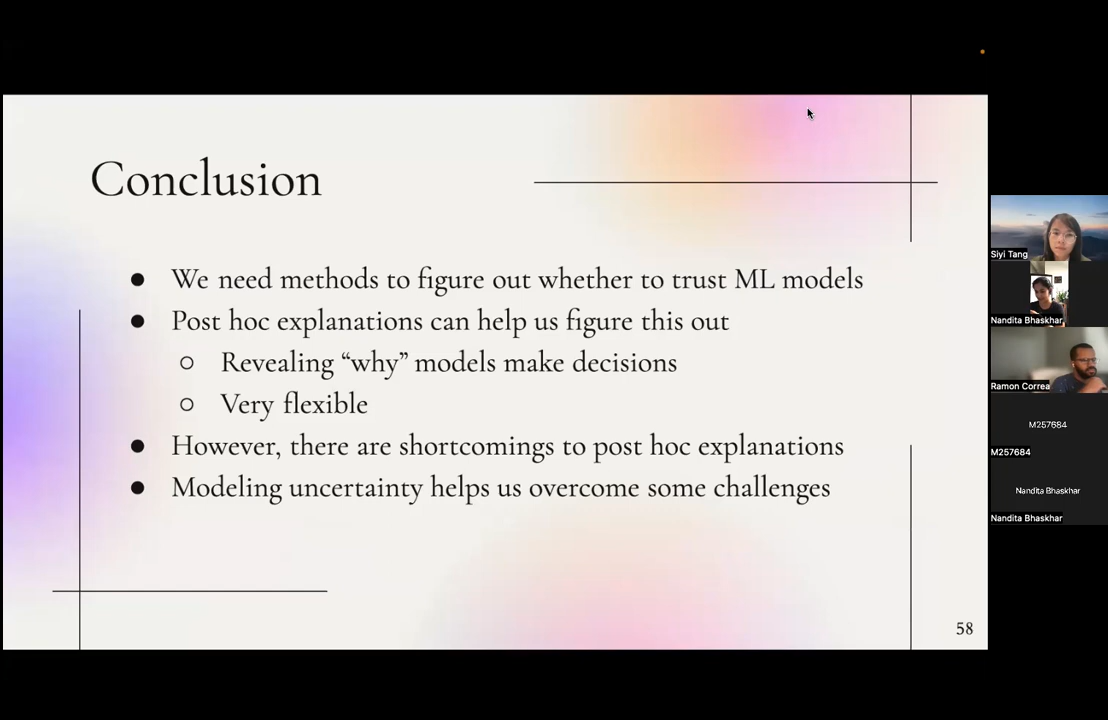 Conclusion
● We need methods to figure out whether to trust ML models
● Post hoc explanations can help us figure this out
○ Revealing “why” models make decisions
○ Very flexible
● However, there are shortcomings to post hoc explanations
● Modeling uncertainty helps us overcome some challenges
58
Siyi Tang
Nandita Bhaskhar
Ramon Correa
M257684
M257684
Nandita Bhaskhar
Nandita Bhaskhar